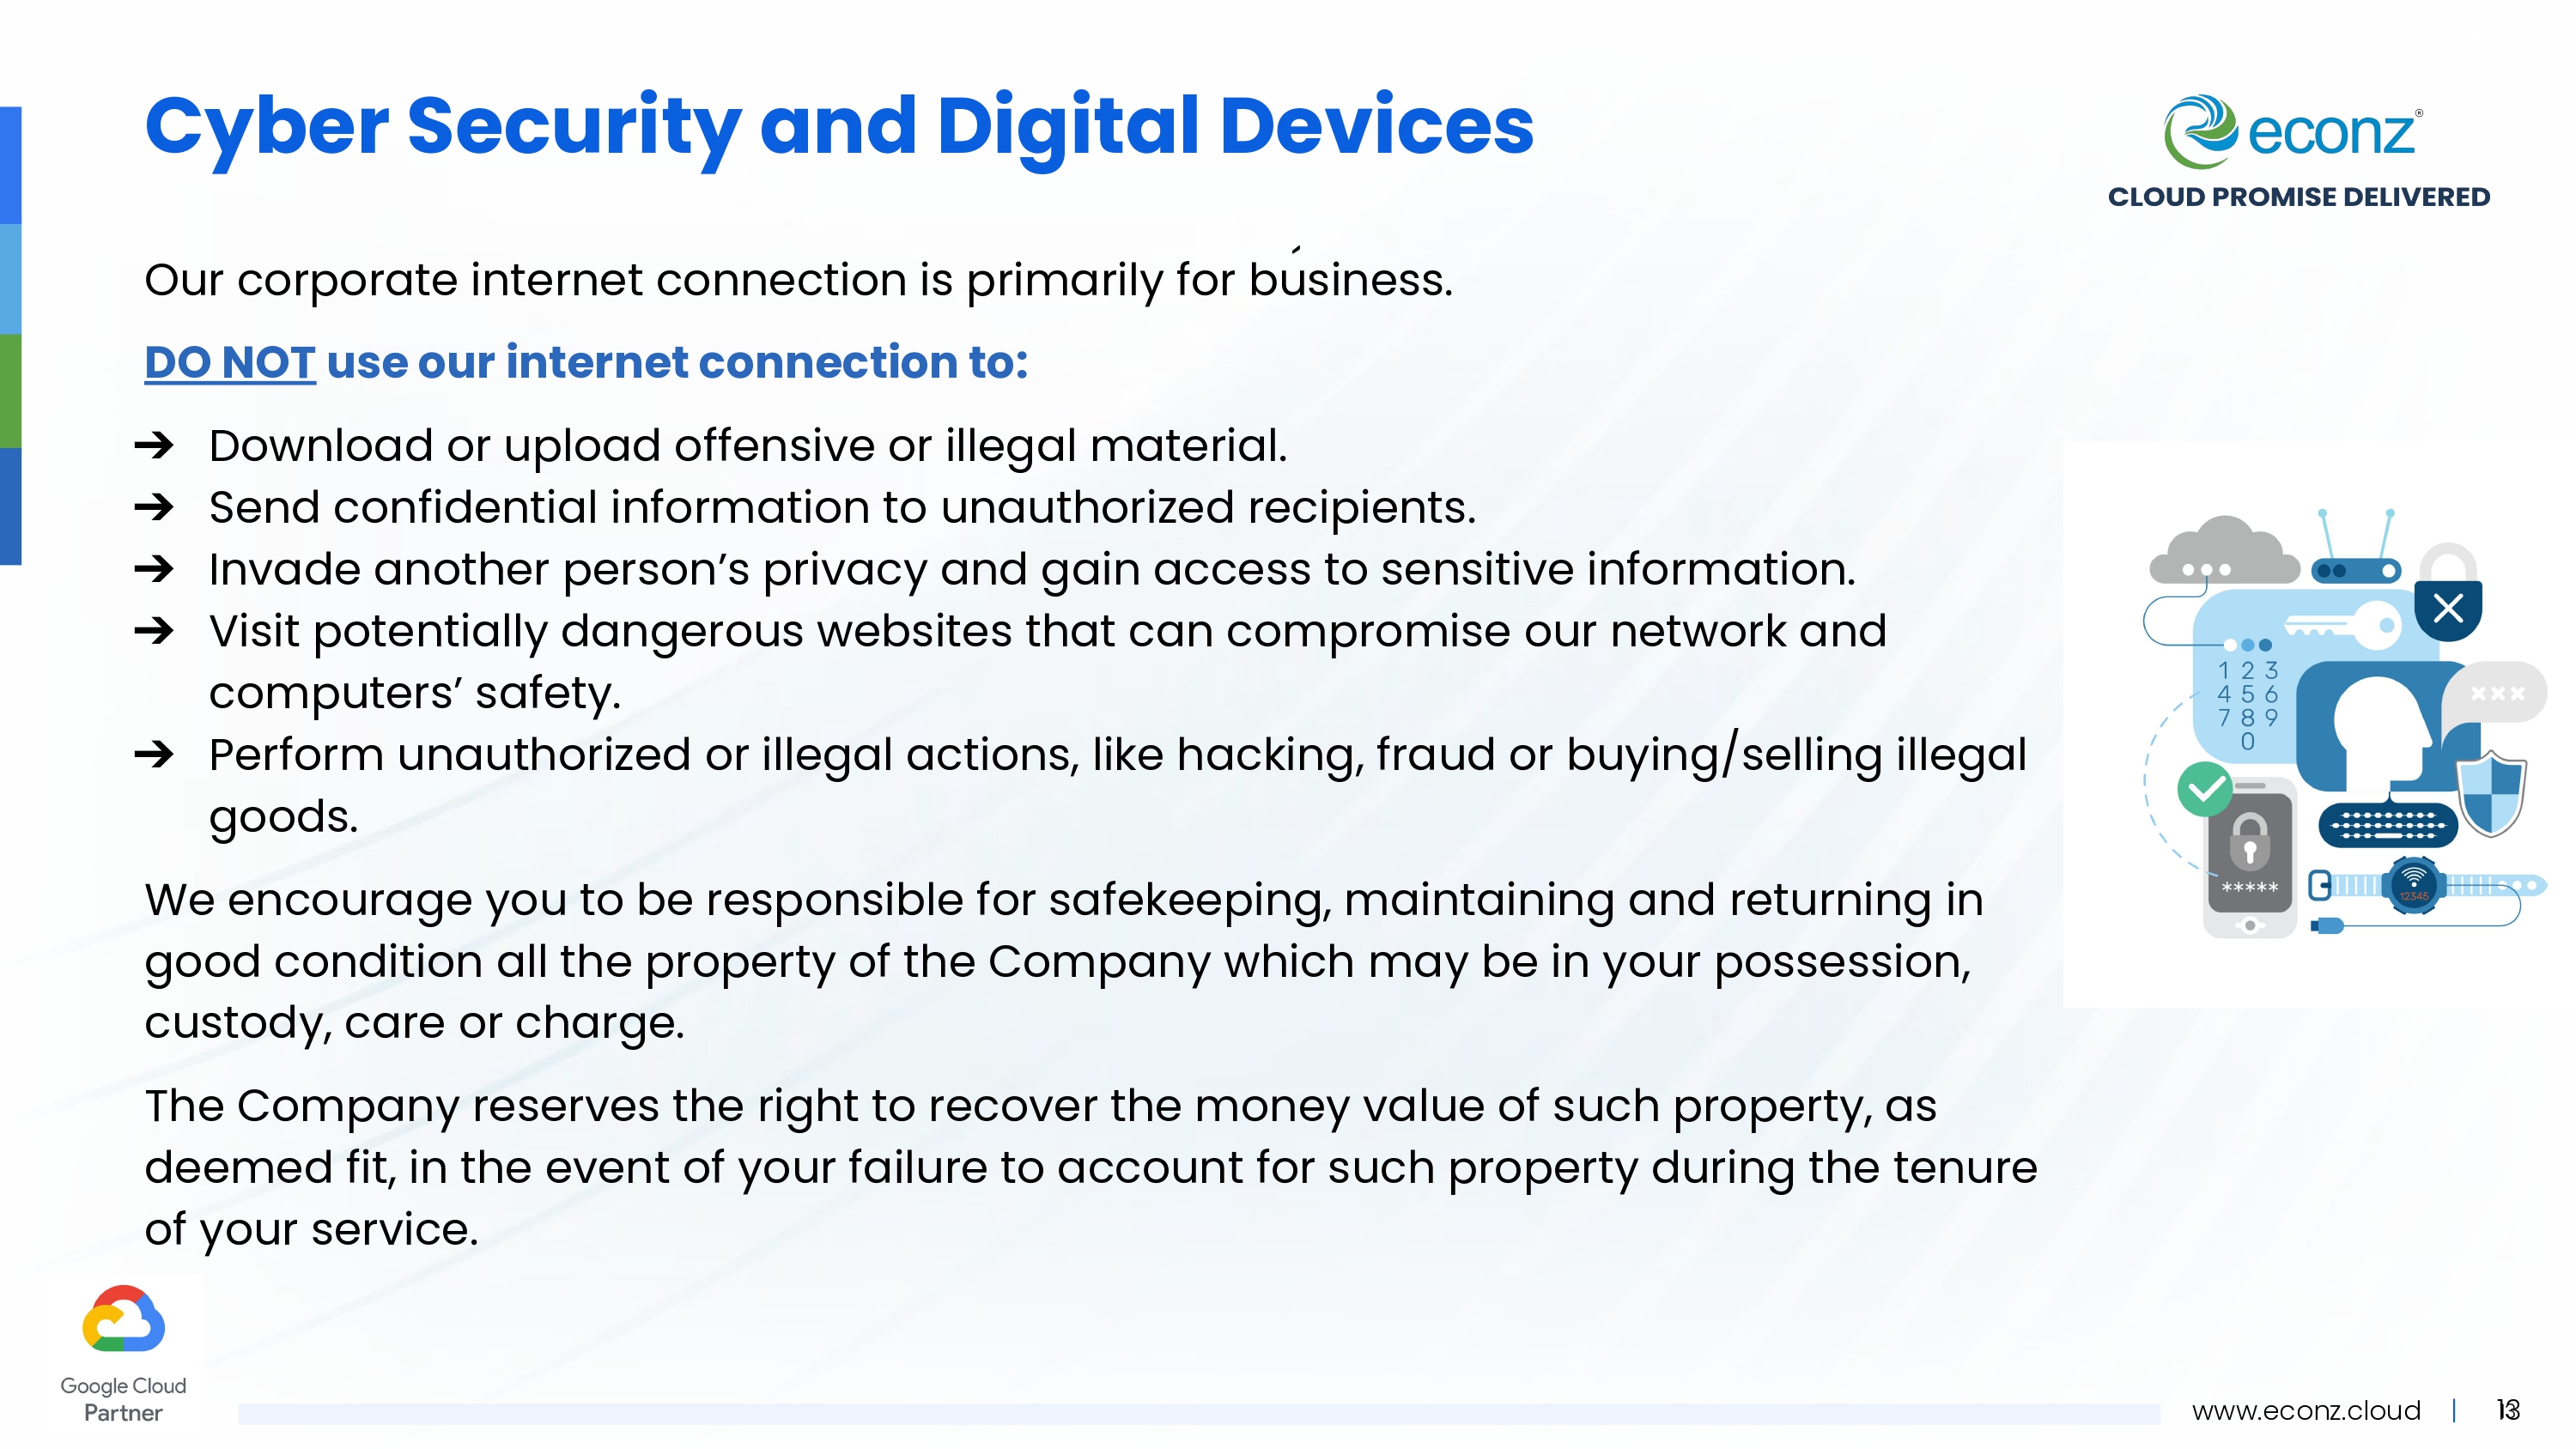 Cyber Security and Digital Devices
econz®
CLOUD PROMISE DELIVERED
Our corporate internet connection is primarily for business.
DO NOT use our internet connection to:
➔ Download or upload offensive or illegal material.
➔ Send confidential information to unauthorized recipients.
➔ Invade another person’s privacy and gain access to sensitive information.
➔ Visit potentially dangerous websites that can compromise our network and
computers’ safety.
➔ Perform unauthorized or illegal actions, like hacking, fraud or buying/selling illegal
goods.
We encourage you to be responsible for safekeeping, maintaining and returning in
good condition all the property of the Company which may be in your possession,
custody, care or charge.
The Company reserves the right to recover the money value of such property, as
deemed fit, in the event of your failure to account for such property during the tenure
of your service.
1 2 3
4 5 6
7 8 9
0
×××
*****
12345
Google Cloud
Partner
www.econz.cloud |